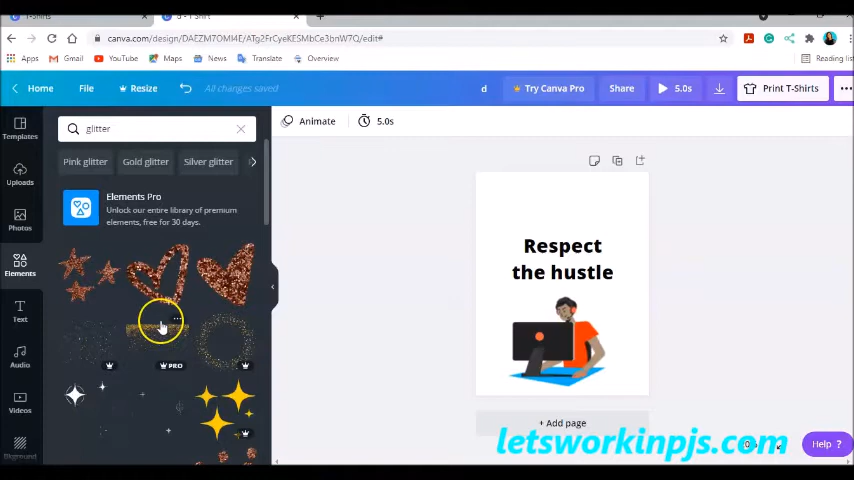 T-Shirts
d - T Shirt
canva.com/design/DAEZM7OMI4E/ATg2FrCyeKESMbCe3bnW7Q/edit#
Apps
Gmail
YouTube
Maps
News
Translate
Overview
Reading list
Home
File
Resize
All changes saved
d
Try Canva Pro
Share
5.0s
Print T-Shirts
glitter
Animate
5.0s
Templates
Pink glitter
Gold glitter
Silver glitter
Uploads
Elements Pro
Unlock our entire library of premium
elements, free for 30 days.
Photos
Elements
Text
PRO
Audio
Videos
Bkground
Respect
the hustle
+ Add page
letsworkinpjs.com
Help ?